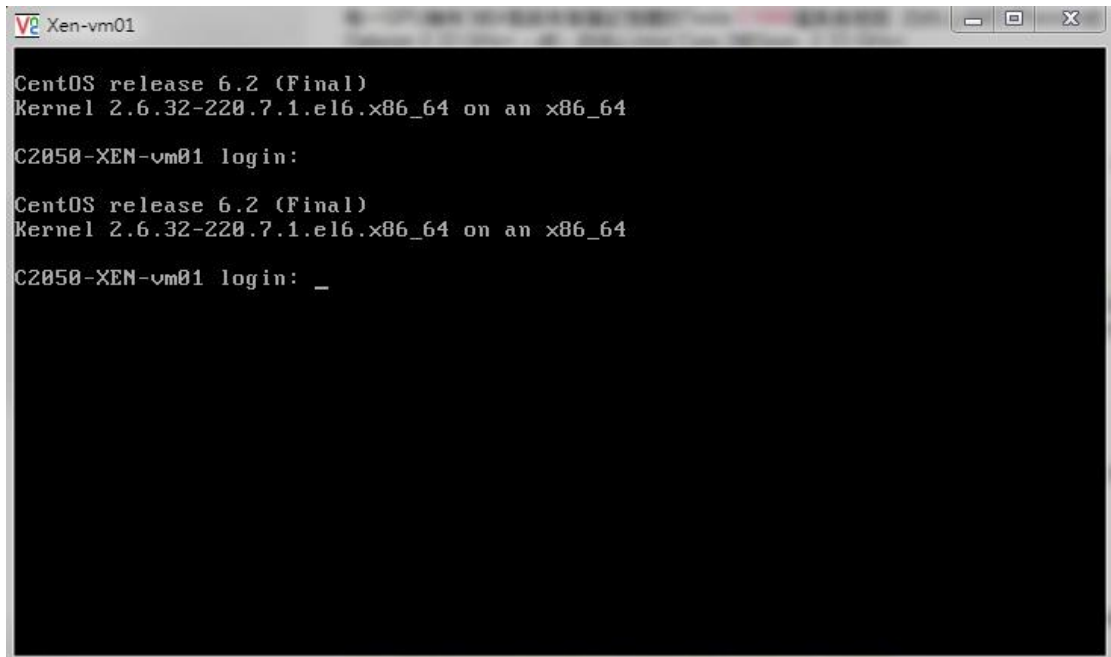 Xen-vm01
CentOS release 6.2 (Final)
Kernel 2.6.32-220.7.1.el6.x86_64 on an x86_64
C2050-XEN-vm01 login:
CentOS release 6.2 (Final)
Kernel 2.6.32-220.7.1.el6.x86_64 on an x86_64
C2050-XEN-vm01 login: _